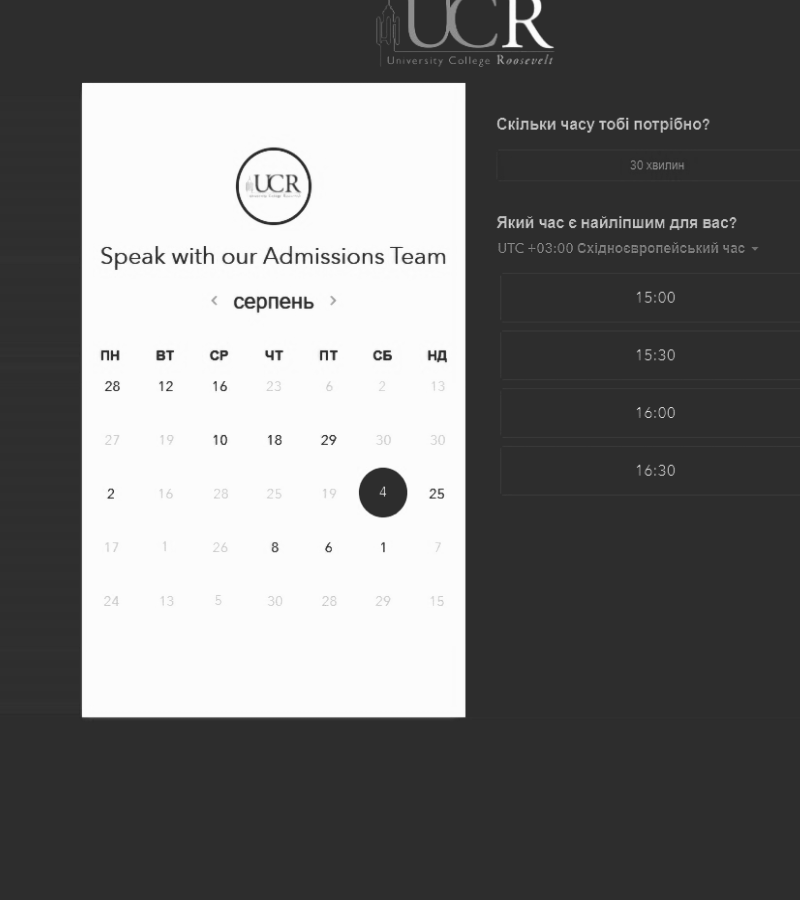 UCR
University College Roosevelt
UCR
Speak with our Admissions Team
< серпень >
ПН ВТ СР ЧТ ПТ СБ НД
28 12 16 23 6 2 13
27 19 10 18 29 30 30
2 16 28 25 19 4 25
17 1 26 8 6 1 7
24 13 5 30 28 29 15
Скільки часу тобі потрібно?
30 хвилин
Який час є найліпшим для вас?
UTC +03:00 Східноєвропейський час
15:00
15:30
16:00
16:30